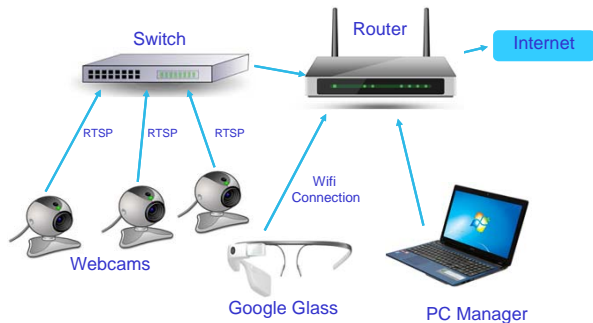 Switch
Router
Internet
RTSP
RTSP
RTSP
Wifi
Connection
Webcams
Google Glass
PC Manager